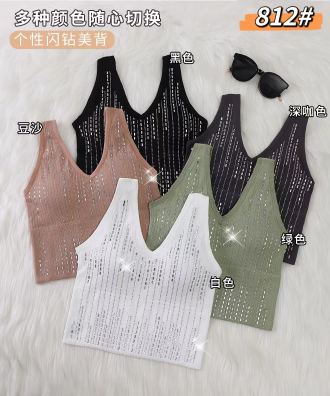 多种颜色随心切换
812#
个性闪钻美背
黑色
深咖色
豆沙
绿色
白色